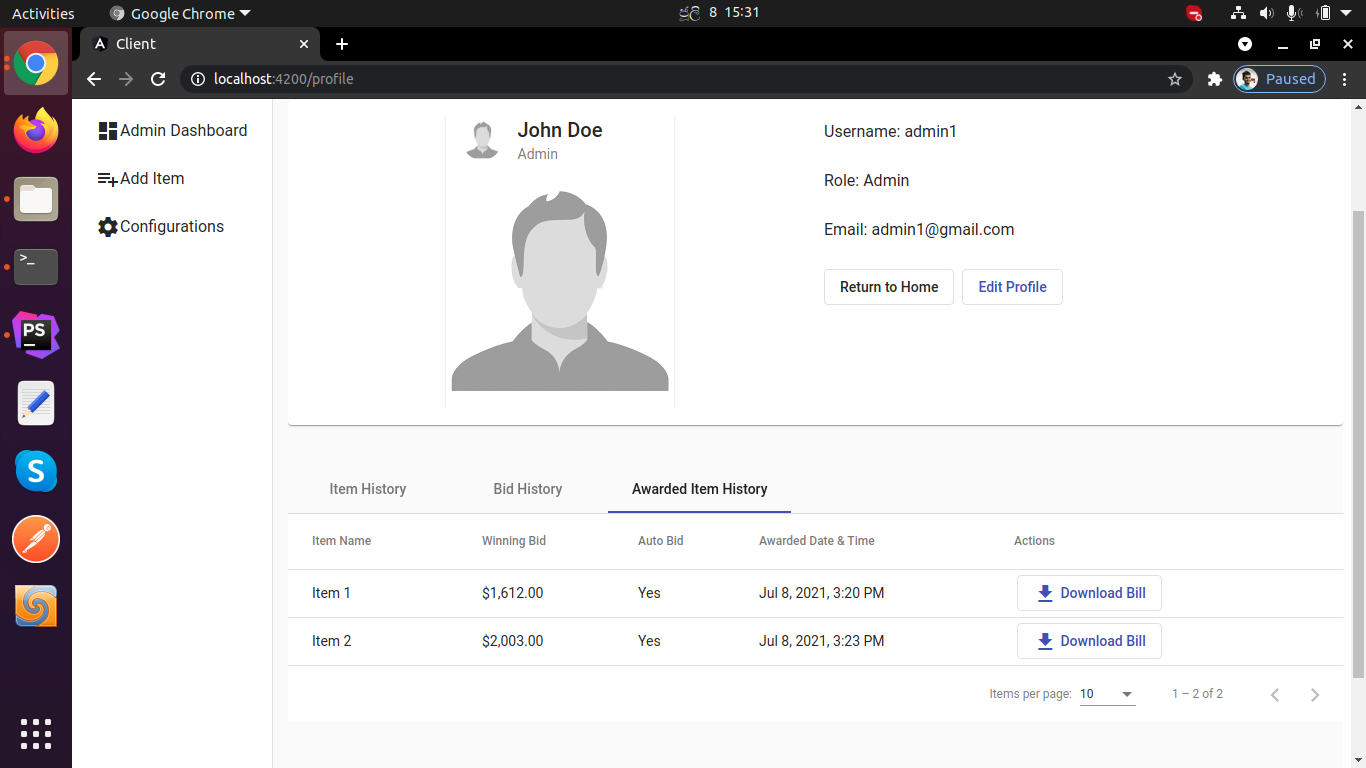 Activities
Google Chrome
ජූලි 8 15:31
Client
localhost:4200/profile
Paused
Admin Dashboard
Add Item
Configurations
John Doe
Admin
Username: admin1
Role: Admin
Email: admin1@gmail.com
Return to Home
Edit Profile
Item History
Bid History
Awarded Item History
Item Name
Winning Bid
Auto Bid
Awarded Date & Time
Actions
Item 1
$1,612.00
Yes
Jul 8, 2021, 3:20 PM
Download Bill
Item 2
$2,003.00
Yes
Jul 8, 2021, 3:23 PM
Download Bill
Items per page: 10
1 – 2 of 2
>_
PS
S